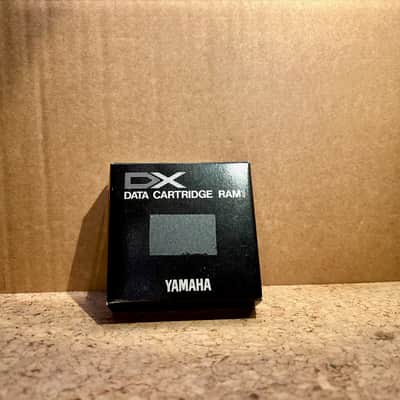 DX
DATA CARTRIDGE RAM
YAMAHA